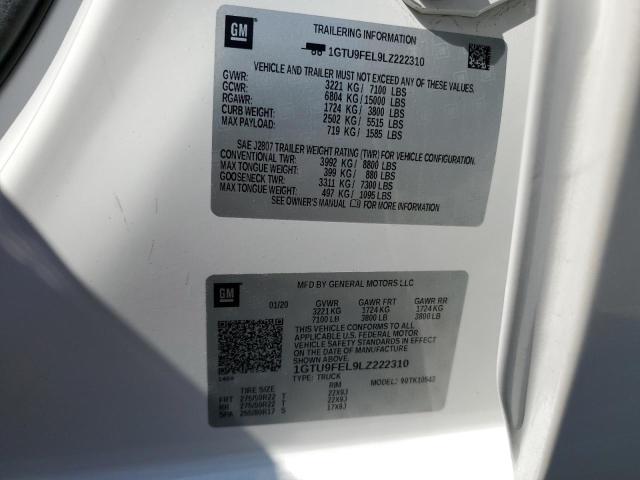 GM
TRAILERING INFORMATION
1GTU9FEL9LZ222310
VEHICLE AND TRAILER MUST NOT EXCEED ANY OF THESE VALUES.
GVWR: 3221 KG / 7100 LBS
GCWR: 6804 KG / 15000 LBS
RGAWR: 1724 KG / 3800 LBS
CURB WEIGHT: 2502 KG / 5515 LBS
MAX PAYLOAD: 719 KG / 1585 LBS
SAE J2807 TRAILER WEIGHT RATING (TWR) FOR VEHICLE CONFIGURATION.
CONVENTIONAL TWR: 3992 KG / 8800 LBS
MAX TONGUE WEIGHT: 399 KG / 880 LBS
GOOSENECK TWR: 3311 KG / 7300 LBS
MAX TONGUE WEIGHT: 497 KG / 1095 LBS
SEE OWNER'S MANUAL FOR MORE INFORMATION
GM
MFD BY GENERAL MOTORS LLC
01/20 GVWR GAWR FRT GAWR RR
3221 KG 1724 KG 1724 KG
7100 LB 3800 LB 3800 LB
THIS VEHICLE CONFORMS TO ALL
APPLICABLE U.S. FEDERAL MOTOR
VEHICLE SAFETY STANDARDS IN EFFECT
ON THE DATE OF MANUFACTURE
SHOWN ABOVE.
1GTU9FEL9LZ222310
TYPE: TRUCK MODEL: TK10543
TIRE SIZE RIM
FRT 275/50R22 T 22X9J
RR 275/50R22 T 22X9J
SPA 255/80R17 S 17X8J